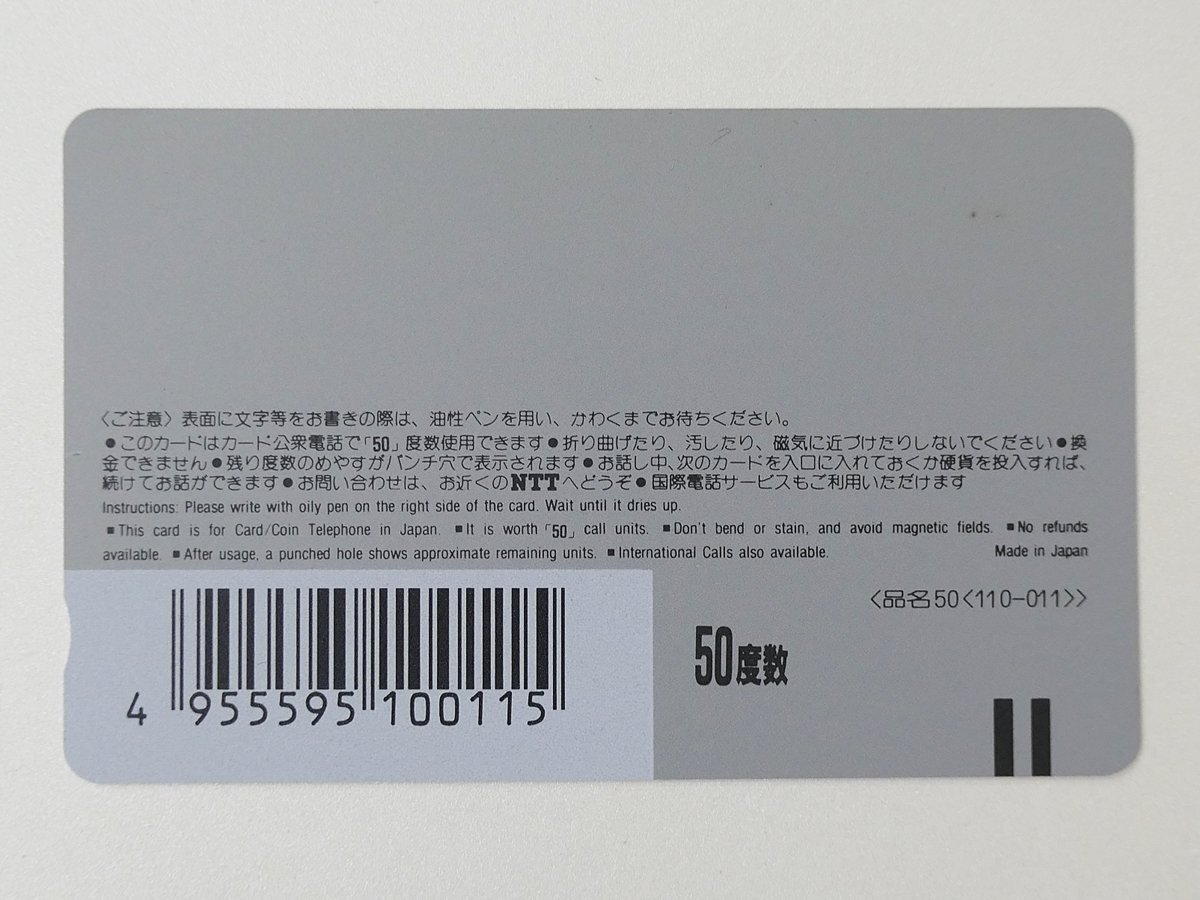 〈ご注意〉表面に文字等をお書きの際は、油性ペンを用い、かわくまでお待ちください。
●このカードはカード公衆電話で「50」度数使用できます●折り曲げたり、汚したり、磁気に近づけたりしないでください●換
金できません●残り度数のめやすがパンチ穴で表示されます●お話し中、次のカードを入口に入れておくか硬貨を投入すれば、
続けてお話ができます●お問い合わせは、お近くのNTTへどうぞ●国際電話サービスもご利用いただけます
Instructions: Please write with oily pen on the right side of the card. Wait until it dries up.
■This card is for Card/Coin Telephone in Japan. ■It is worth「50」call units. ■Don't bend or stain, and avoid magnetic fields. ■No refunds
available. ■After usage, a punched hole shows approximate remaining units. ■International Calls also available. Made in Japan
〈品名50〈110-011〉〉
50度数
4 955595 100115